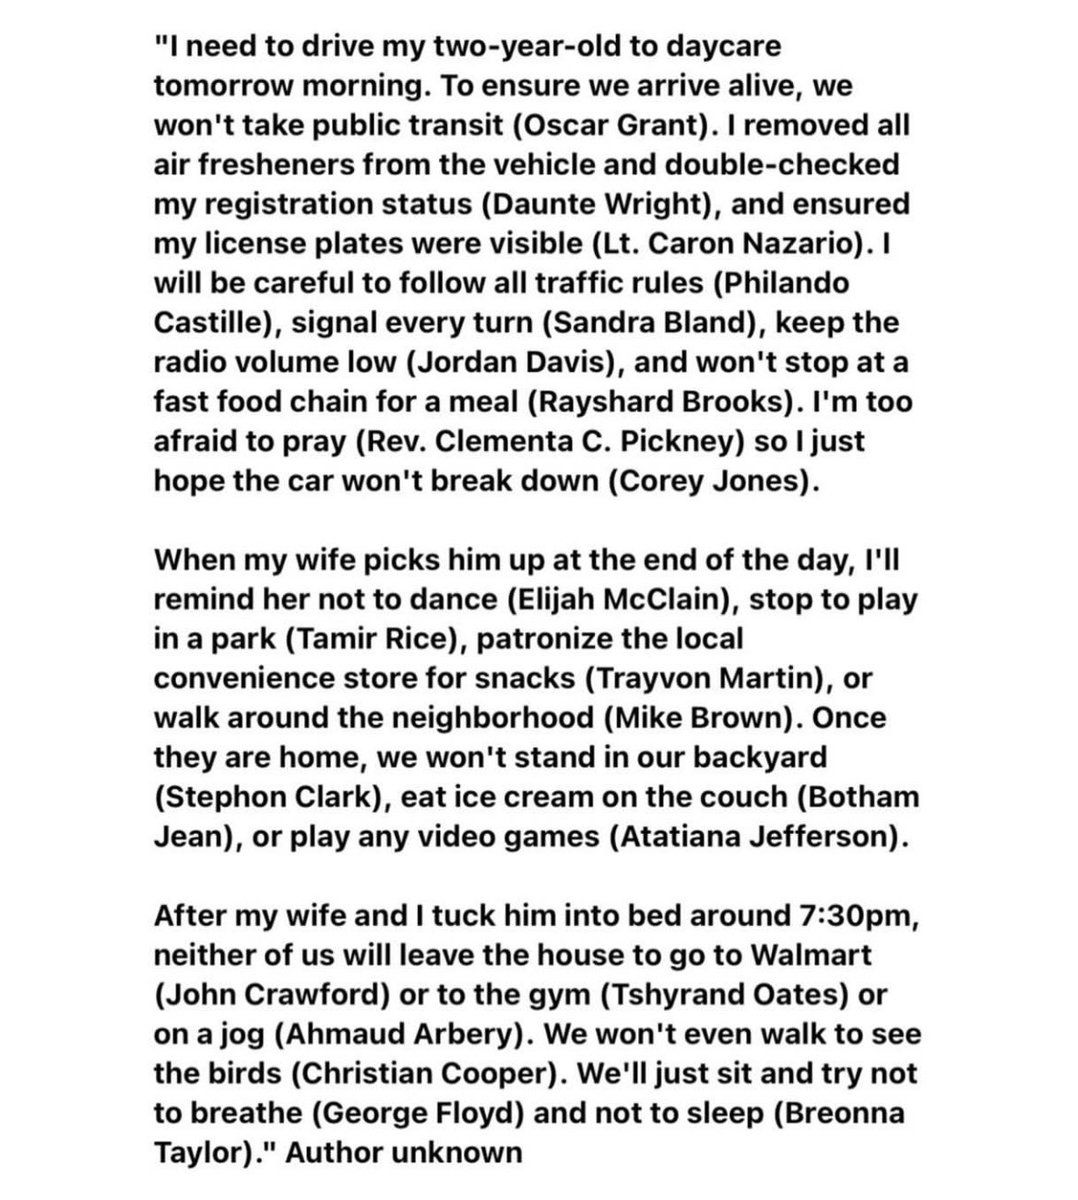 "I need to drive my two-year-old to daycare
tomorrow morning. To ensure we arrive alive, we
won't take public transit (Oscar Grant). I removed all
air fresheners from the vehicle and double-checked
my registration status (Daunte Wright), and ensured
my license plates were visible (Lt. Caron Nazario). I
will be careful to follow all traffic rules (Philando
Castille), signal every turn (Sandra Bland), keep the
radio volume low (Jordan Davis), and won't stop at a
fast food chain for a meal (Rayshard Brooks). I'm too
afraid to pray (Rev. Clementa C. Pickney) so I just
hope the car won't break down (Corey Jones).

When my wife picks him up at the end of the day, I'll
remind her not to dance (Elijah McClain), stop to play
in a park (Tamir Rice), patronize the local
convenience store for snacks (Trayvon Martin), or
walk around the neighborhood (Mike Brown). Once
they are home, we won't stand in our backyard
(Stephon Clark), eat ice cream on the couch (Botham
Jean), or play any video games (Atatiana Jefferson).

After my wife and I tuck him into bed around 7:30pm,
neither of us will leave the house to go to Walmart
(John Crawford) or to the gym (Tshyrand Oates) or
on a jog (Ahmaud Arbery). We won't even walk to see
the birds (Christian Cooper). We'll just sit and try not
to breathe (George Floyd) and not to sleep (Breonna
Taylor)." Author unknown